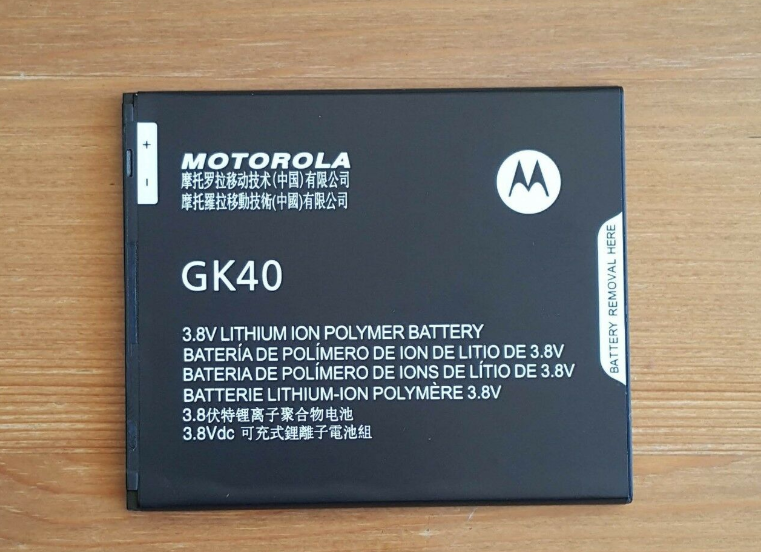 +
-
MOTOROLA
摩托罗拉移动技术(中国)有限公司
摩托羅拉移動技術(中國)有限公司
GK40
3.8V LITHIUM ION POLYMER BATTERY
BATERÍA DE POLÍMERO DE ION DE LITIO DE 3.8V
BATERIA DE POLÍMERO DE IONS DE LÍTIO DE 3.8V
BATTERIE LITHIUM-ION POLYMÈRE 3.8V
3.8伏特锂离子聚合物电池
3.8Vdc 可充式鋰離子電池組
BATTERY REMOVAL HERE